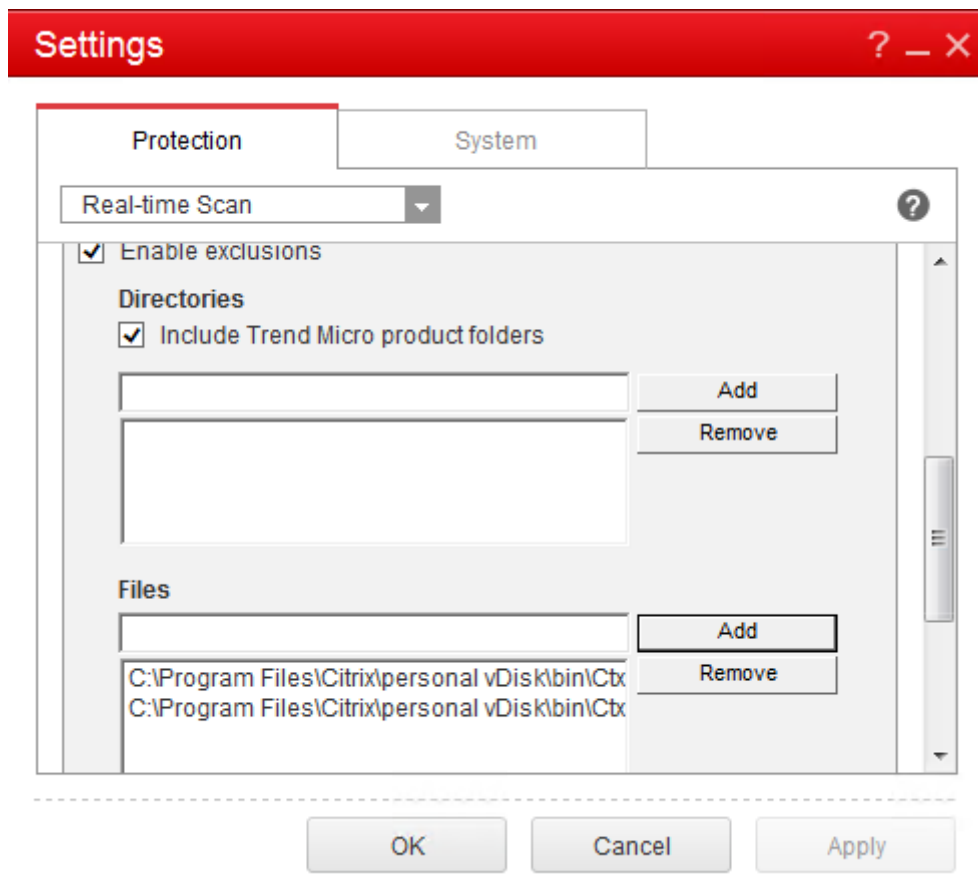 Settings
Protection
System
Real-time Scan
Enable exclusions
Directories
Include Trend Micro product folders
Add
Remove
Files
Add
C:\Program Files\Citrix\personal vDisk\bin\Ctx
Remove
C:\Program Files\Citrix\personal vDisk\bin\Ctx
OK
Cancel
Apply